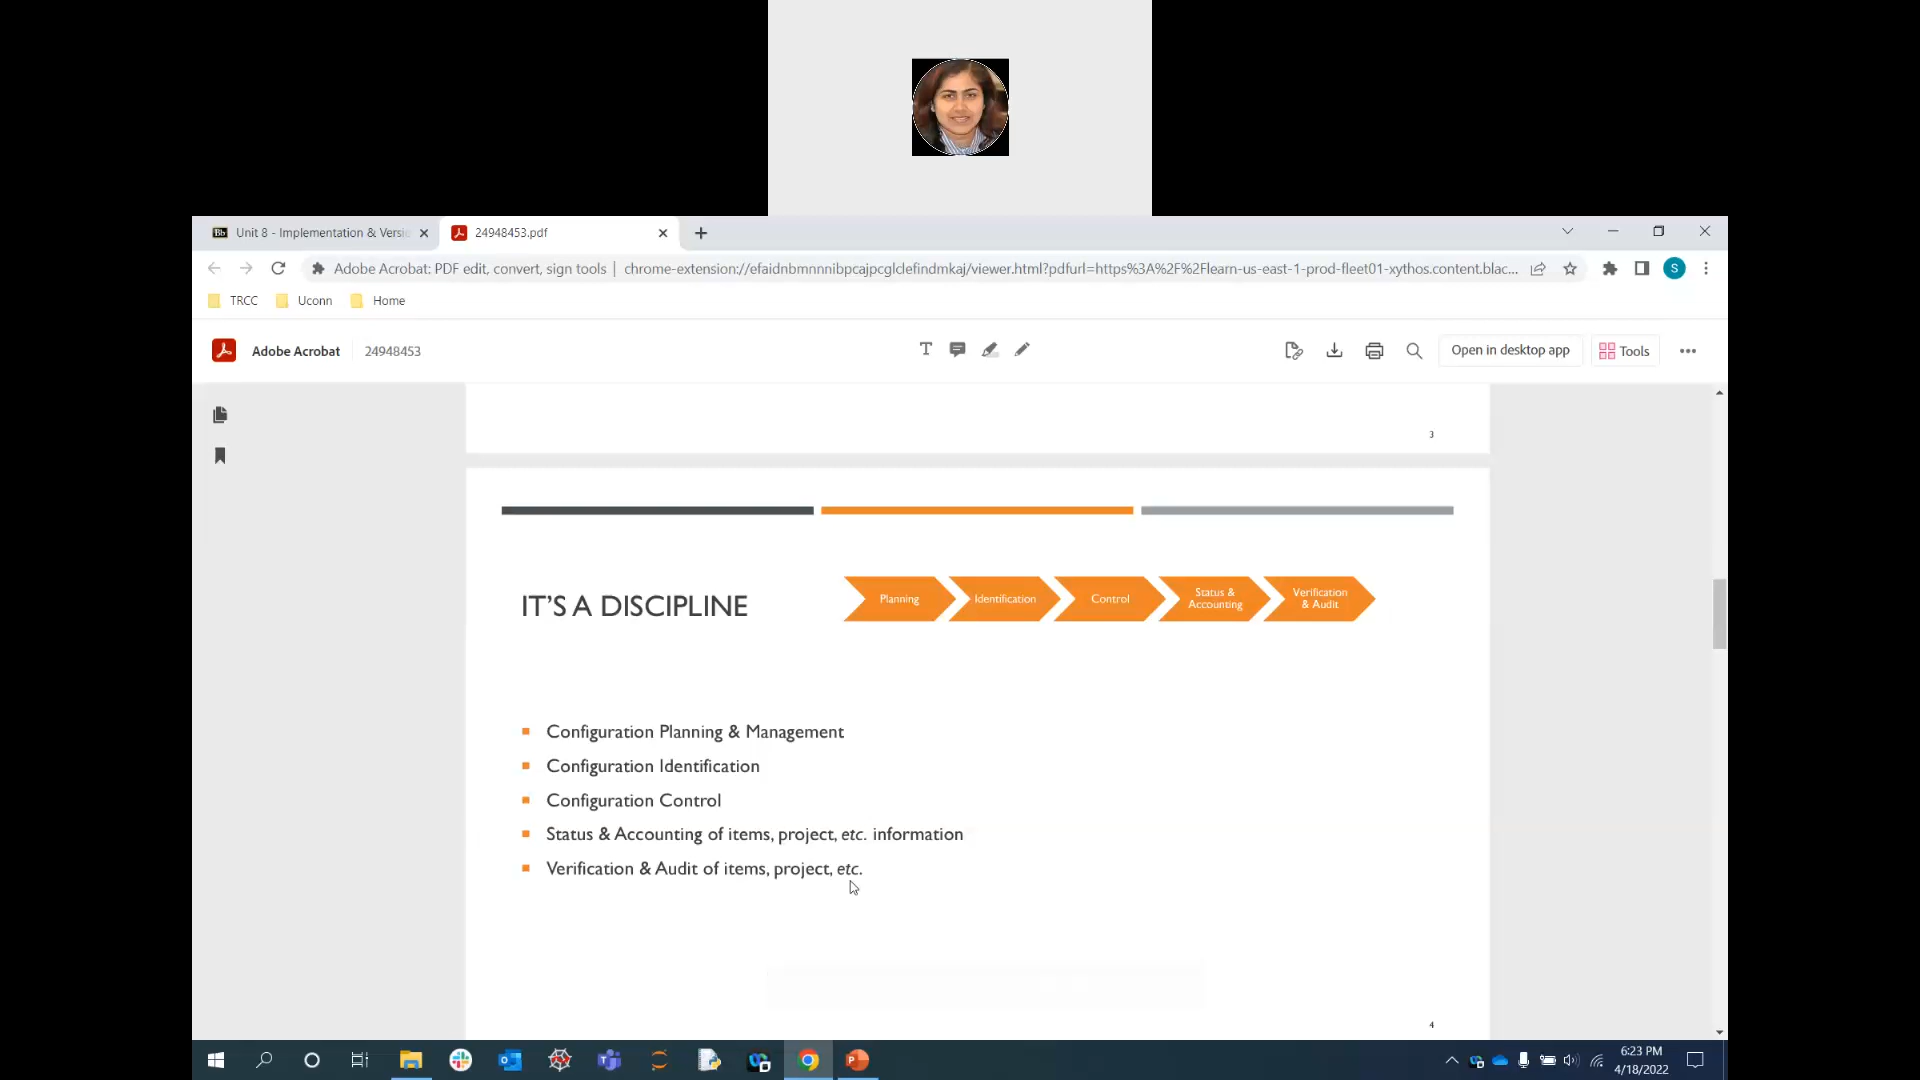 Bb Unit 8 - Implementation & Versi
24948453.pdf
Adobe Acrobat: PDF edit, convert, sign tools | chrome-extension://efaidnbmnnnibpcajpcglclefindmkaj/viewer.html?pdfurl=https%3A%2F%2Flearn-us-east-1-prod-fleet01-xythos.content.blac...
S
TRCC Uconn Home
Adobe Acrobat 24948453
Open in desktop app
Tools
3
IT'S A DISCIPLINE
Planning
Identification
Control
Status &
Accounting
Verification
& Audit
Configuration Planning & Management
Configuration Identification
Configuration Control
Status & Accounting of items, project, etc. information
Verification & Audit of items, project, etc.
4
6:23 PM
4/18/2022